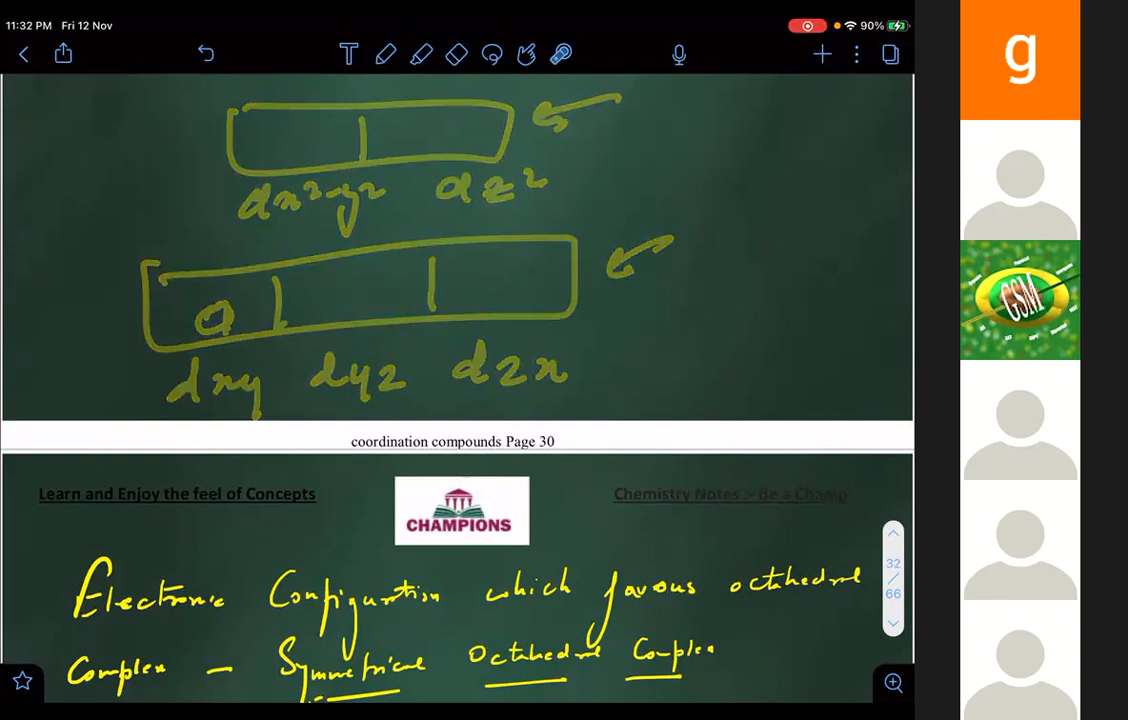 11:32 PM Fri 12 Nov
90%
g
dx²-y² dz²
dxy dyz dzx
GSM
coordination compounds Page 30
Learn and Enjoy the feel of Concepts
CHAMPIONS
Chemistry Notes :- Be a Champ
32
/
66
Electronic Configuration which favous octahedral
Complex - Symmetrical Octahedral Complex